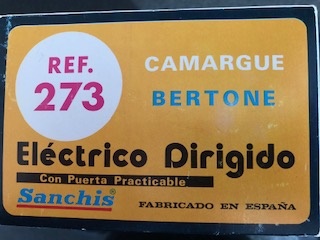 REF.
273
CAMARGUE
BERTONE
Eléctrico Dirigido
Con Puerta Practicable
Sanchis®
FABRICADO EN ESPAÑA